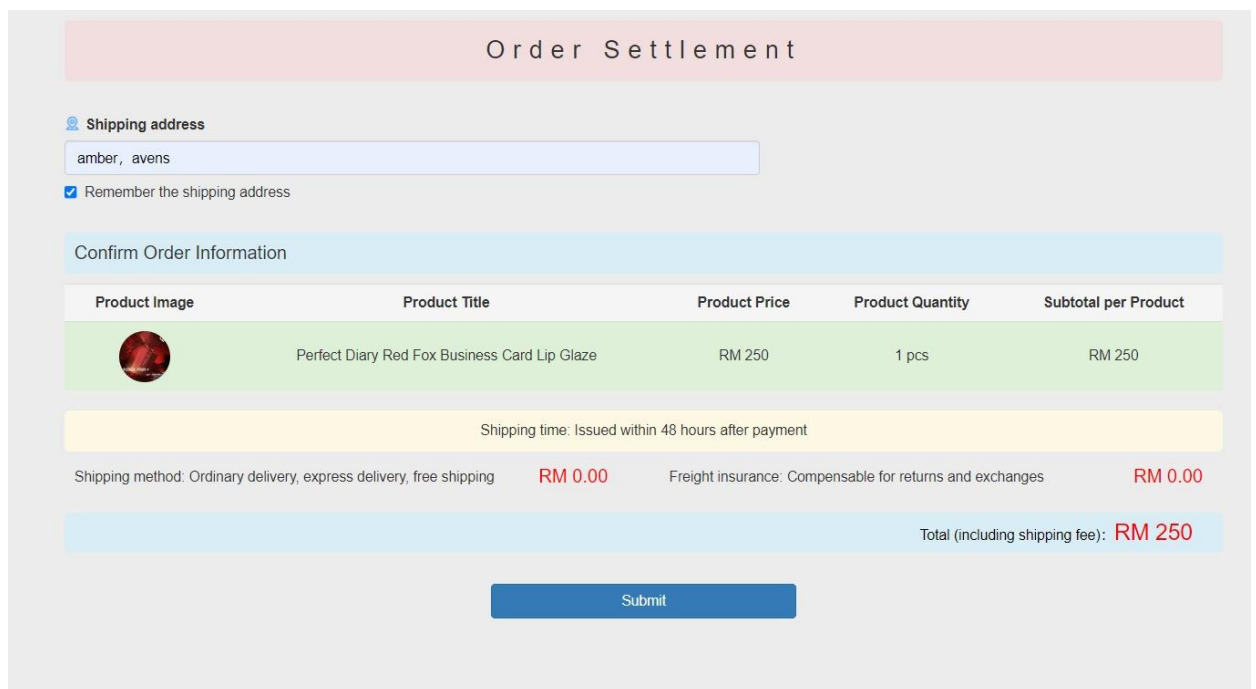 Order Settlement
Shipping address
amber, avens
Remember the shipping address
Confirm Order Information
Product Image Product Title Product Price Product Quantity Subtotal per Product
Perfect Diary Red Fox Business Card Lip Glaze RM 250 1 pcs RM 250
Shipping time: Issued within 48 hours after payment
Shipping method: Ordinary delivery, express delivery, free shipping RM 0.00 Freight insurance: Compensable for returns and exchanges RM 0.00
Total (including shipping fee): RM 250
Submit